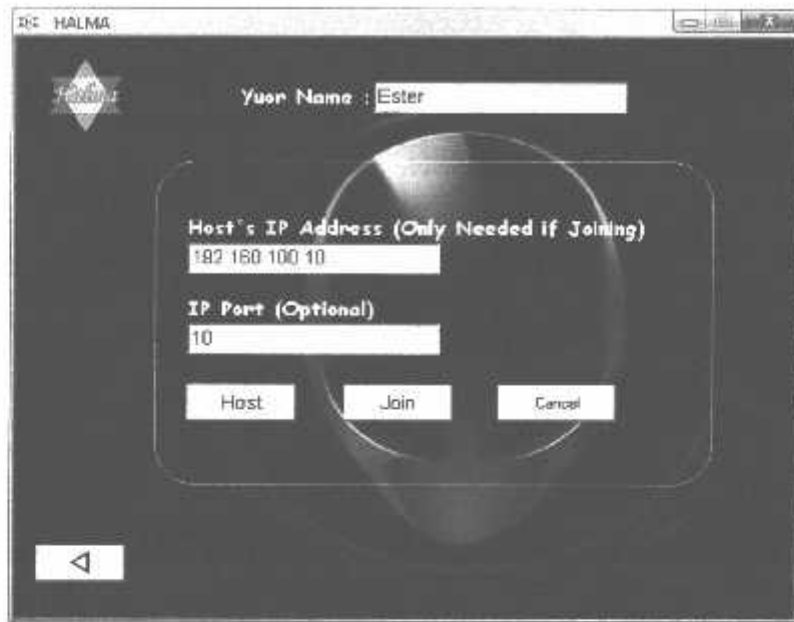 HALMA
Yuor Name : Ester
Host's IP Address (Only Needed if Joining)
192 160 100 10
IP Port (Optional)
10
Host Join Cancel